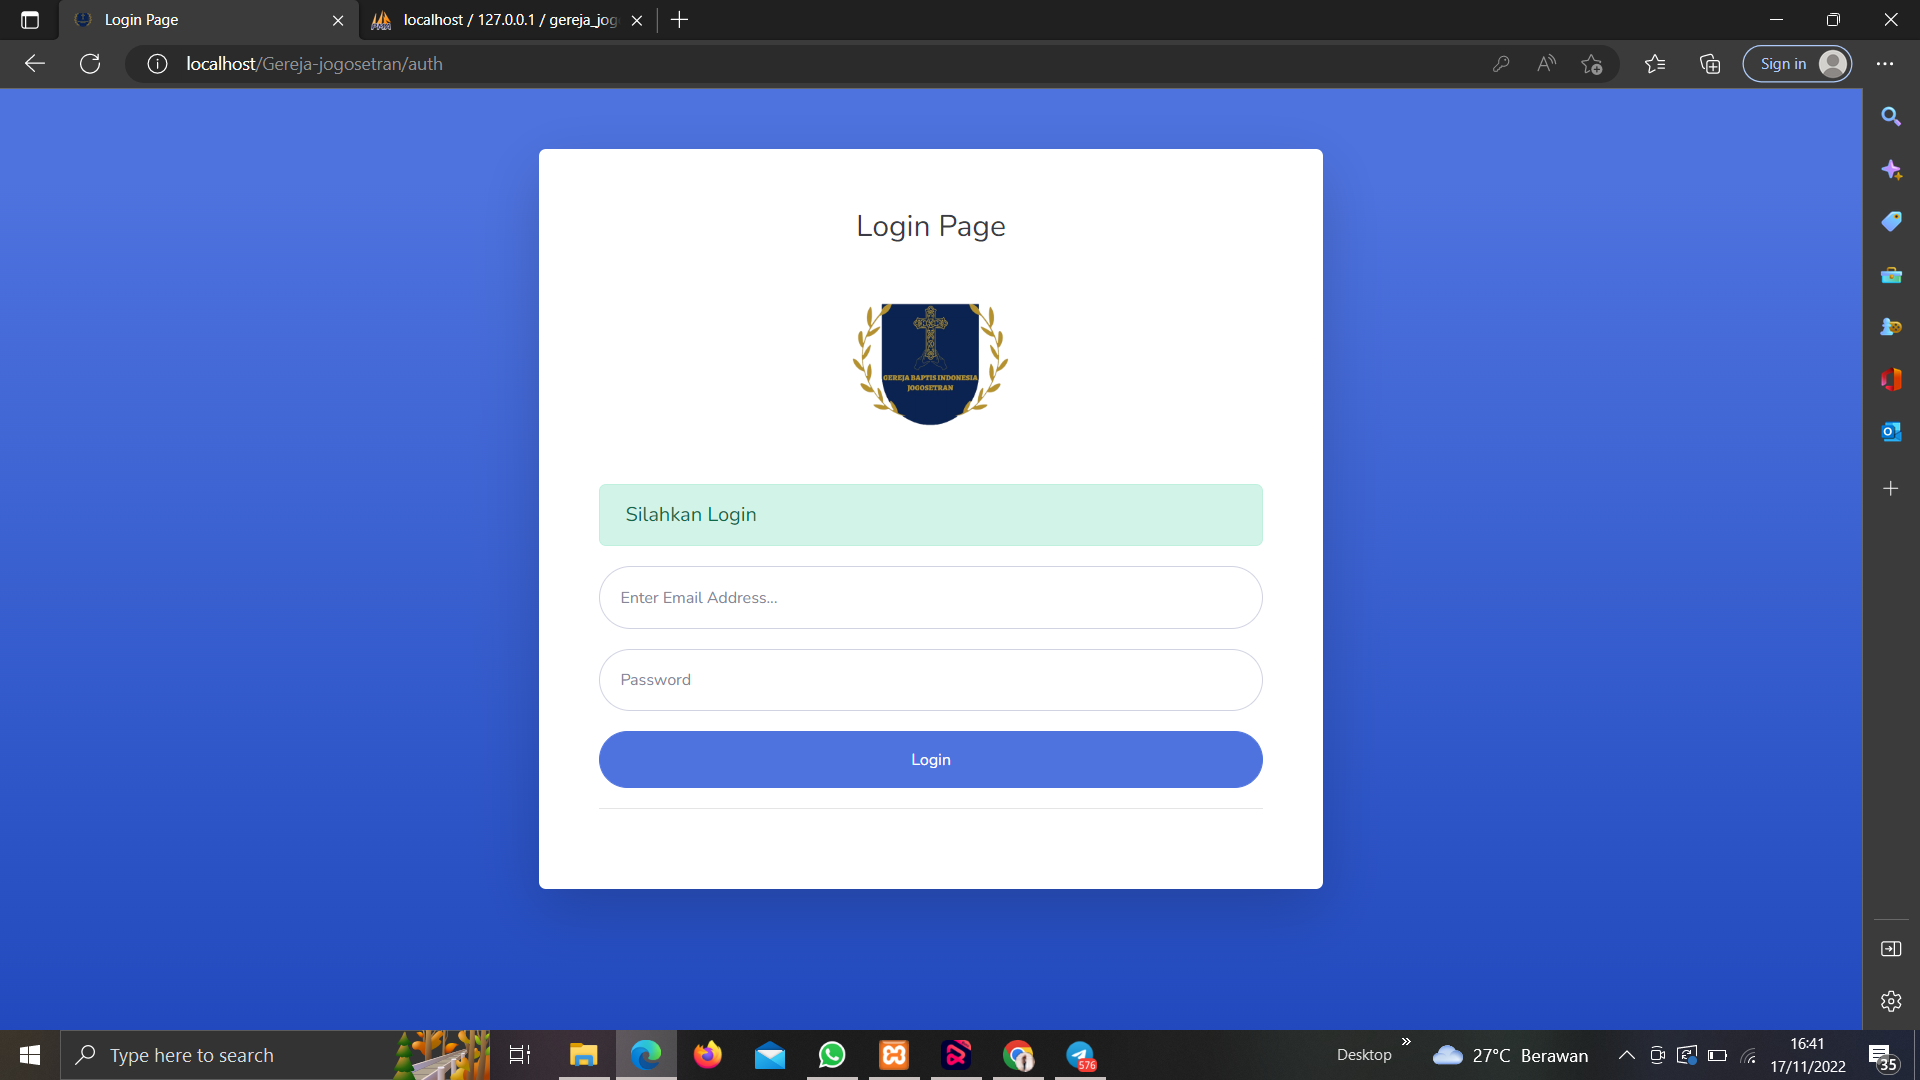 Login Page
localhost / 127.0.0.1 / gereja_jog
localhost/Gereja-jogosetran/auth
Sign in
Login Page
GEREJA BAPTIS INDONESIA
JOGOSETRAN
Silahkan Login
Enter Email Address...
Password
Login
Type here to search
576
Desktop
27°C Berawan
16:41
17/11/2022
35